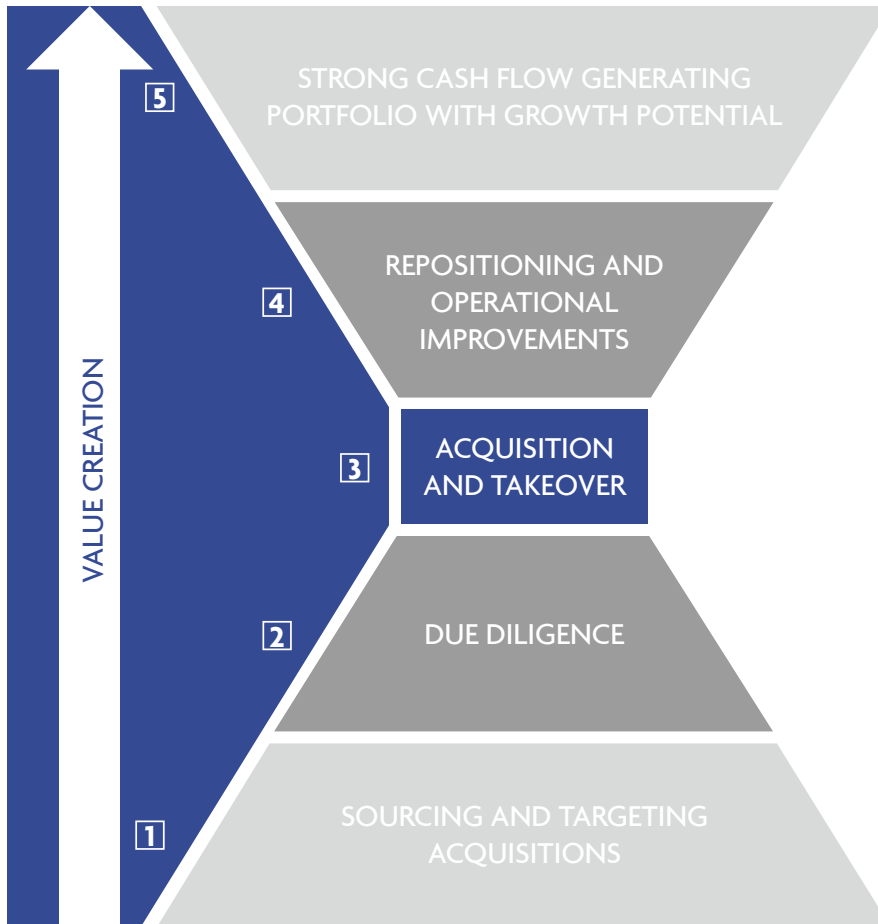 5
STRONG CASH FLOW GENERATING
PORTFOLIO WITH GROWTH POTENTIAL
4
REPOSITIONING AND
OPERATIONAL
IMPROVEMENTS
VALUE CREATION
3
ACQUISITION
AND TAKEOVER
2
DUE DILIGENCE
1
SOURCING AND TARGETING
ACQUISITIONS